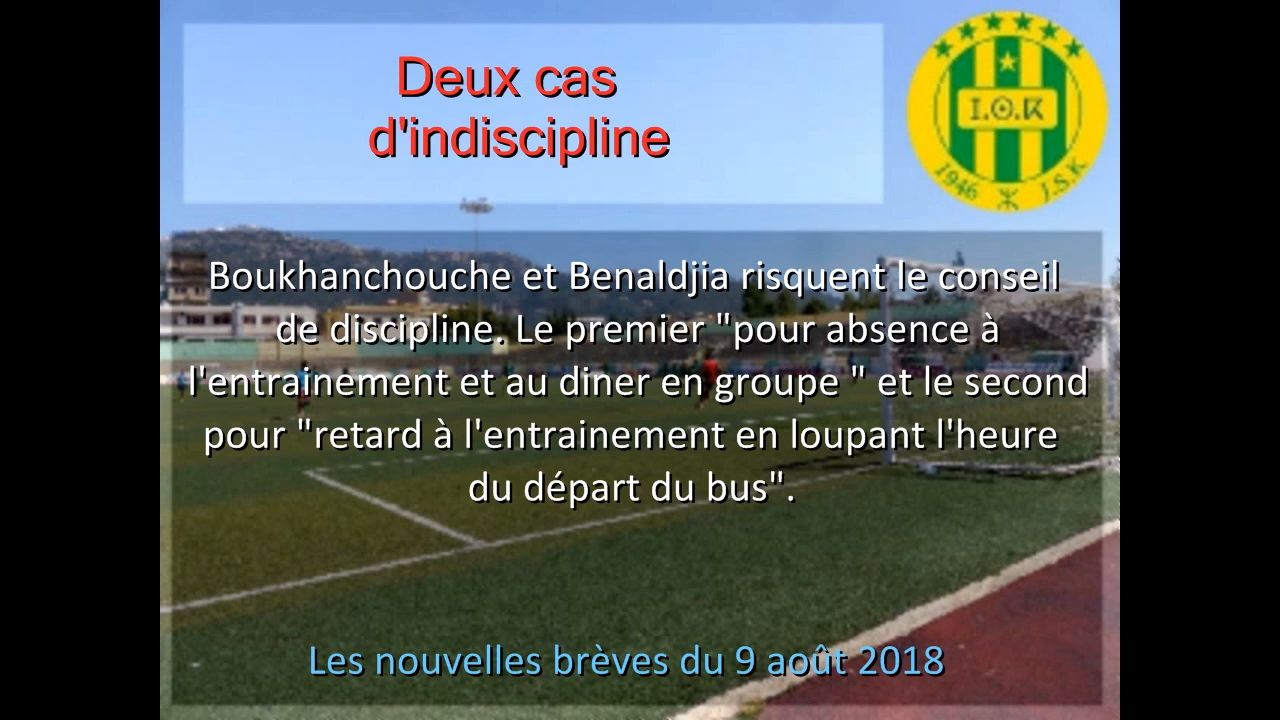 Deux cas
d'indiscipline
ⵊ.ⵙ.ⴽ
1946 J.S.K
ⵣ
Boukhanchouche et Benaldjia risquent le conseil
de discipline. Le premier "pour absence à
l'entrainement et au diner en groupe " et le second
pour "retard à l'entrainement en loupant l'heure
du départ du bus".
Les nouvelles brèves du 9 août 2018